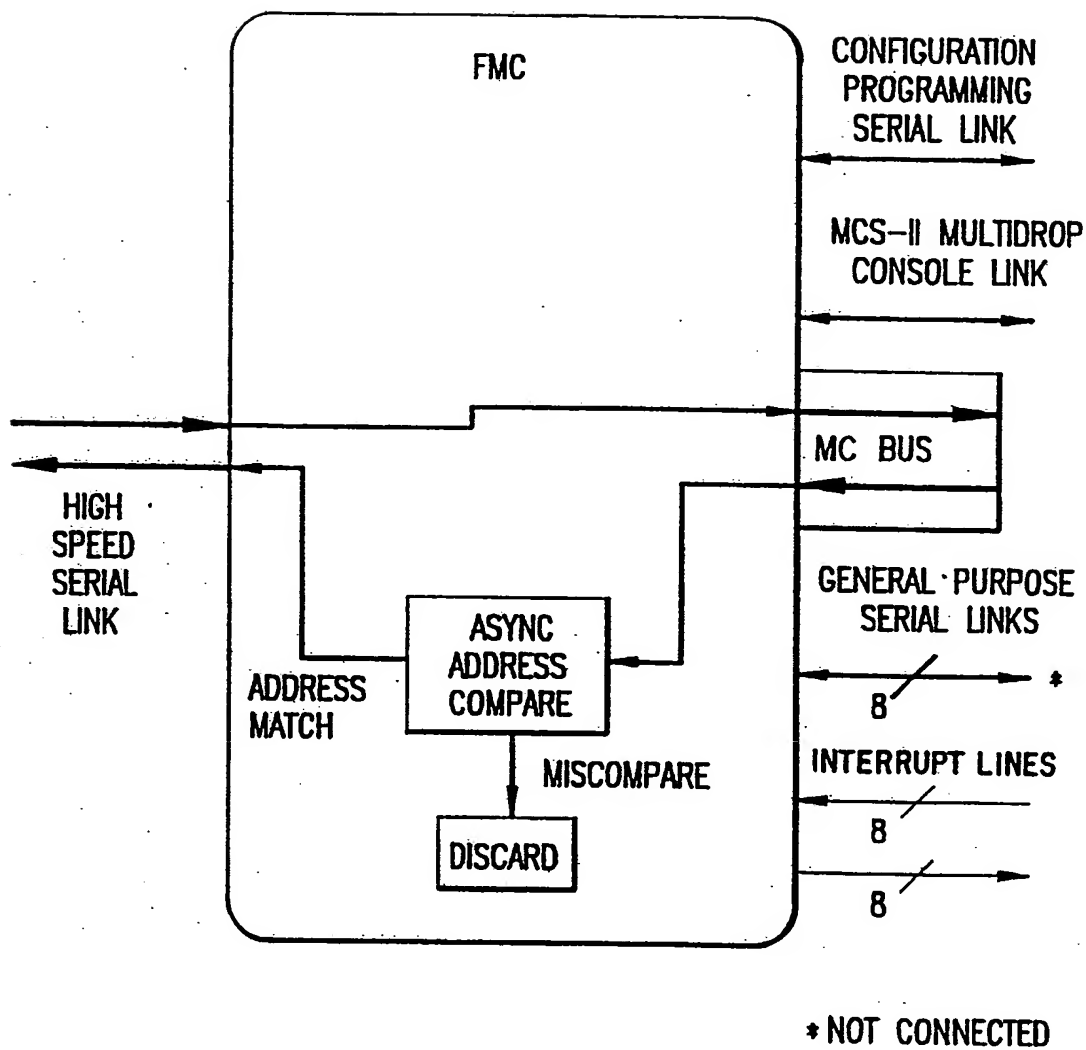 FMC
CONFIGURATION
PROGRAMMING
SERIAL LINK
MCS-II MULTIDROP
CONSOLE LINK
MC BUS
HIGH
SPEED
SERIAL
LINK
GENERAL PURPOSE
SERIAL LINKS
8
*
ASYNC
ADDRESS
COMPARE
ADDRESS
MATCH
MISCOMPARE
INTERRUPT LINES
8
DISCARD
8
* NOT CONNECTED